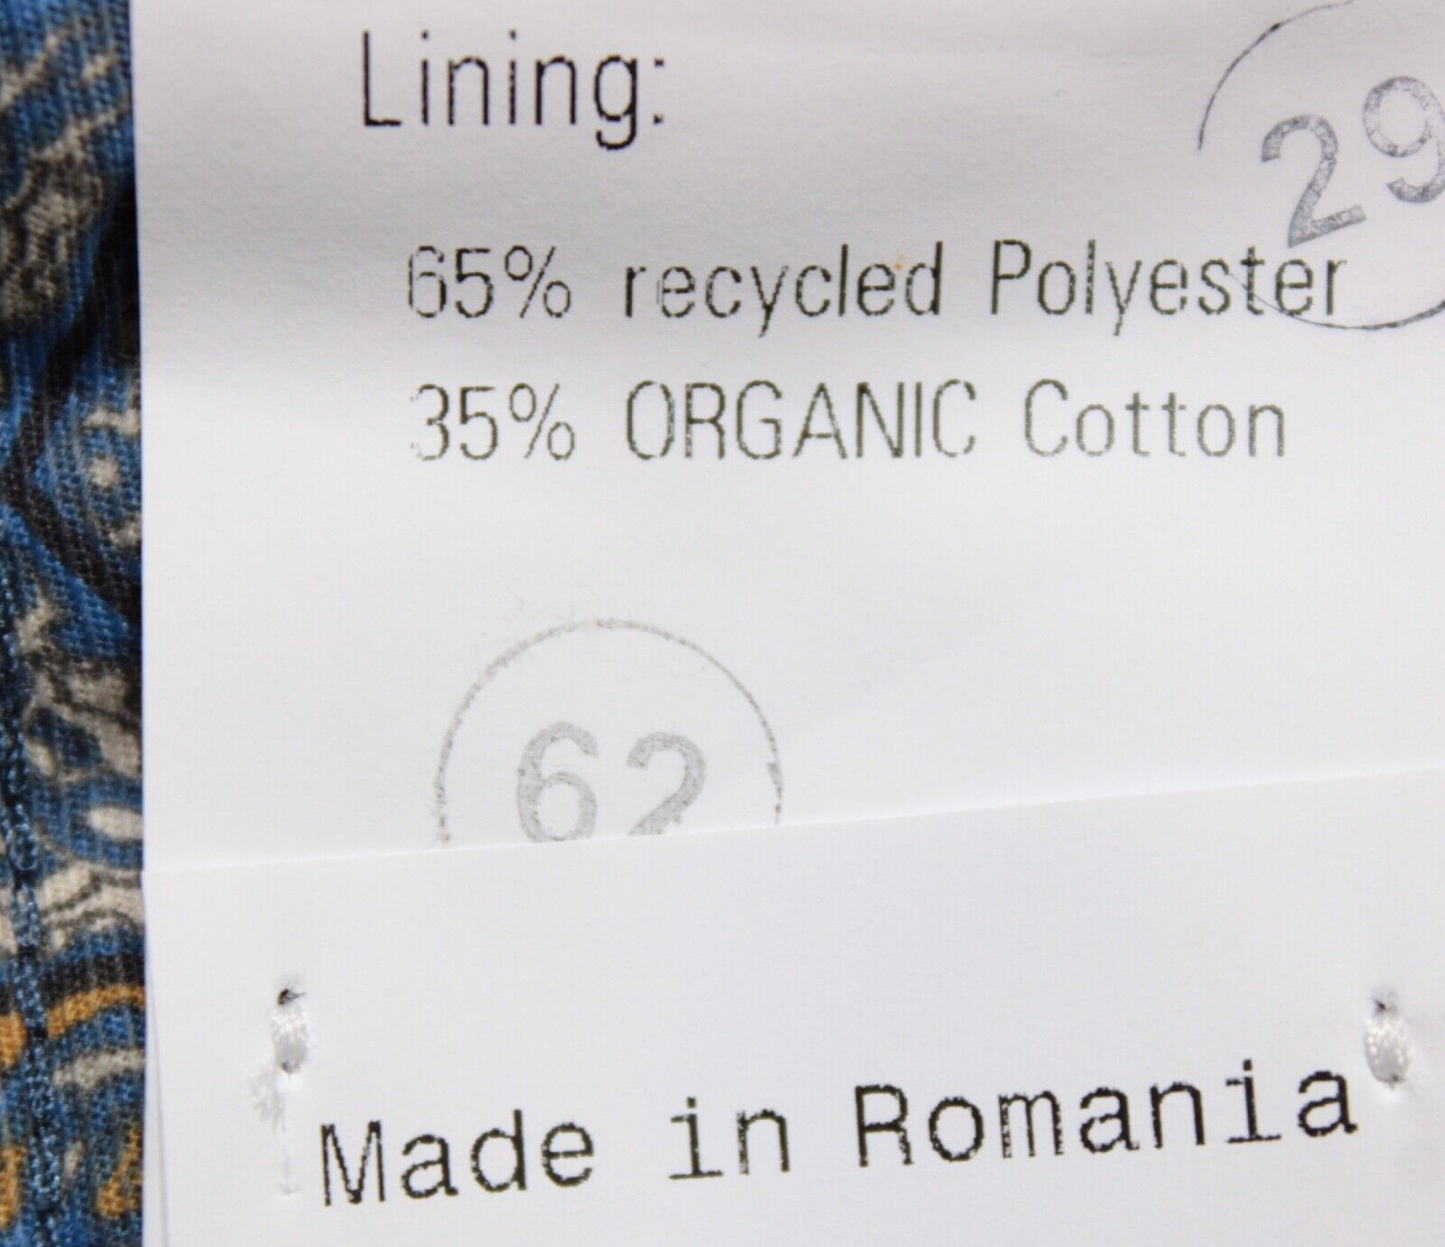 Lining:
29
65% recycled Polyester
35% ORGANIC Cotton
62
Made in Romania